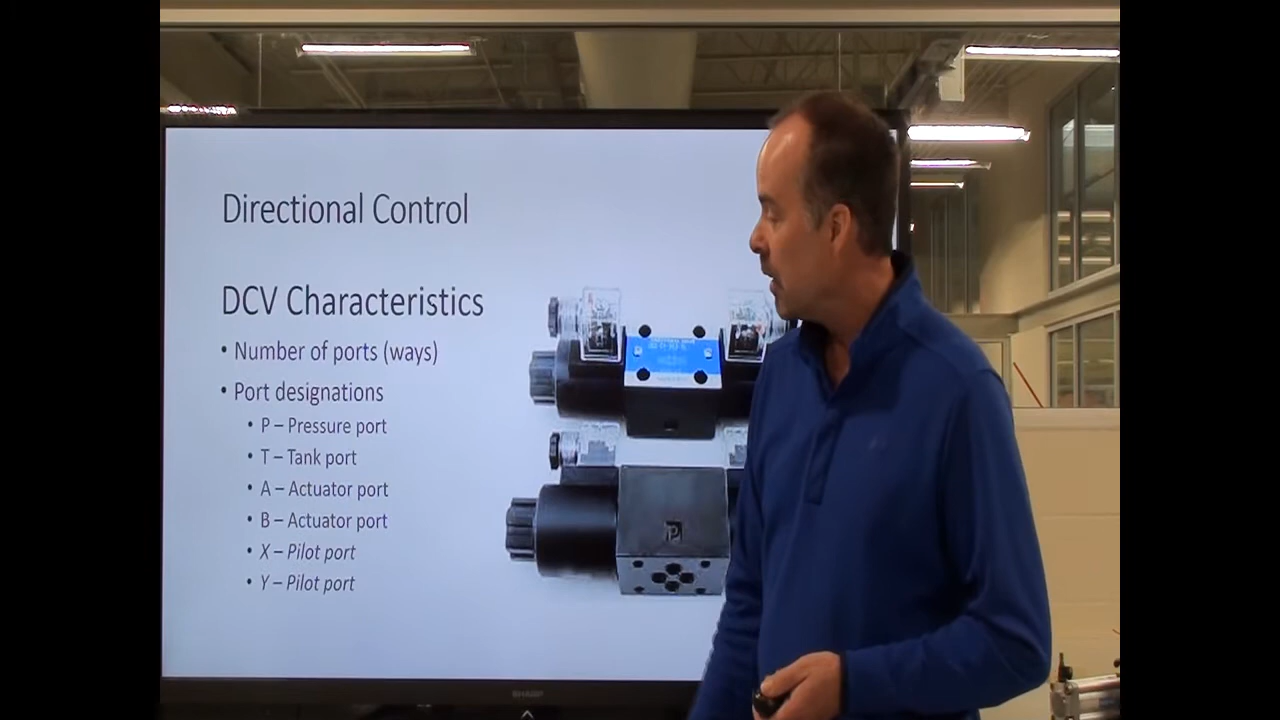 Directional Control
DCV Characteristics
• Number of ports (ways)
• Port designations
• P – Pressure port
• T – Tank port
• A – Actuator port
• B – Actuator port
• X – Pilot port
• Y – Pilot port
SHARP